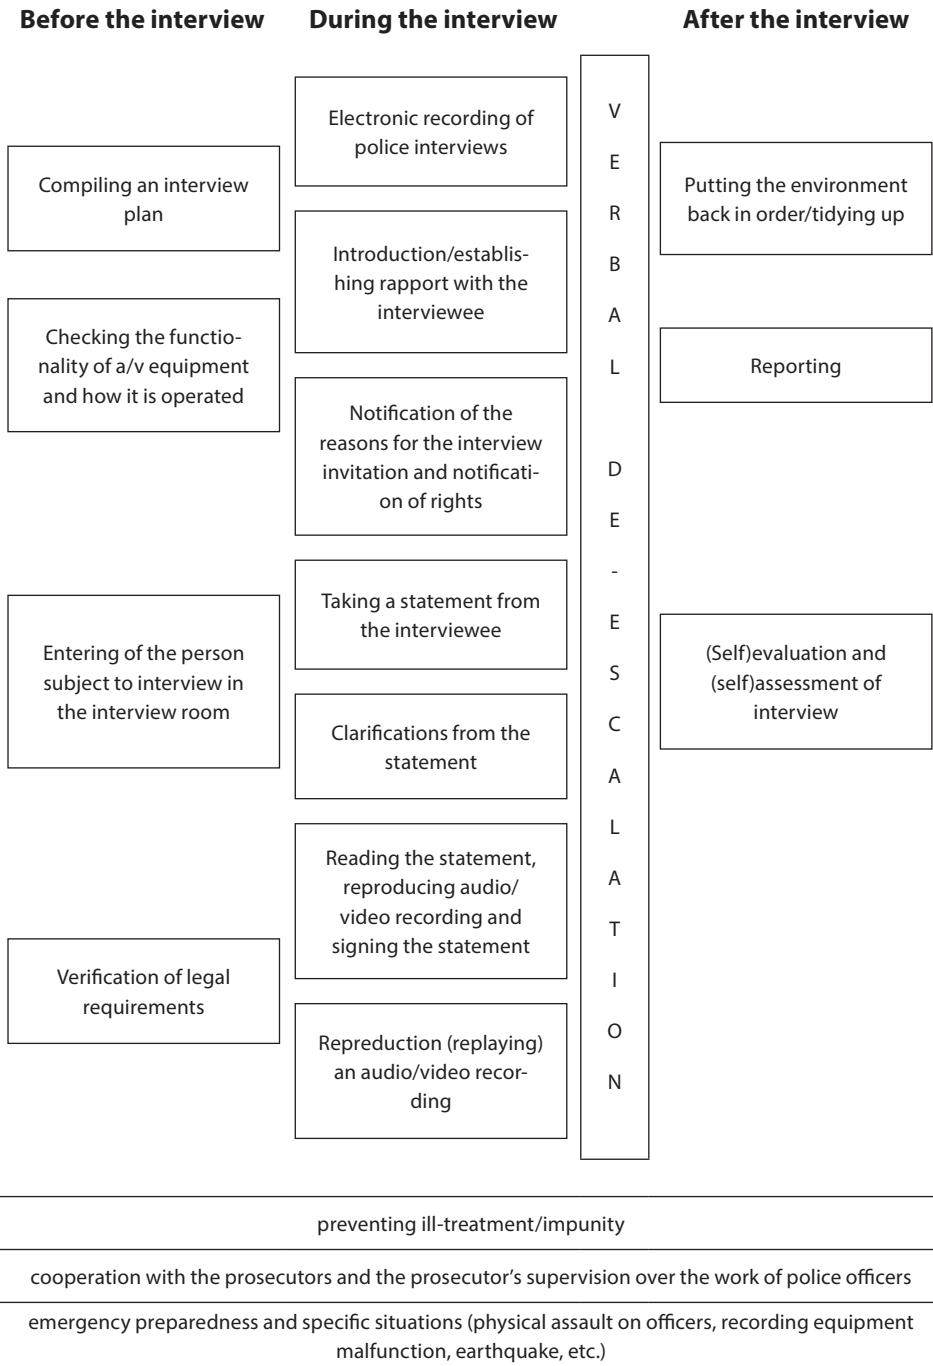 Before the interview
During the interview
After the interview
Compiling an interview
plan
Checking the functio-
nality of a/v equipment
and how it is operated
Entering of the person
subject to interview in
the interview room
Verification of legal
requirements
Electronic recording of
police interviews
Introduction/establis-
hing rapport with the
interviewee
Notification of the
reasons for the interview
invitation and notificati-
on of rights
Taking a statement from
the interviewee
Clarifications from the
statement
Reading the statement,
reproducing audio/
video recording and
signing the statement
Repreduction (replaying)
an audio/video recor-
ding
V
E
R
B
A
L
D
E
-
E
S
C
A
L
A
T
I
O
N
Putting the environment
back in order/tidying up
Reporting
(Self)evaluation and
(self)assessment of
interview
preventing ill-treatment/impunity
cooperation with the prosecutors and the prosecutor’s supervision over the work of police officers
emergency preparedness and specific situations (physical assault on officers, recording equipment
malfunction, earthquake, etc.)